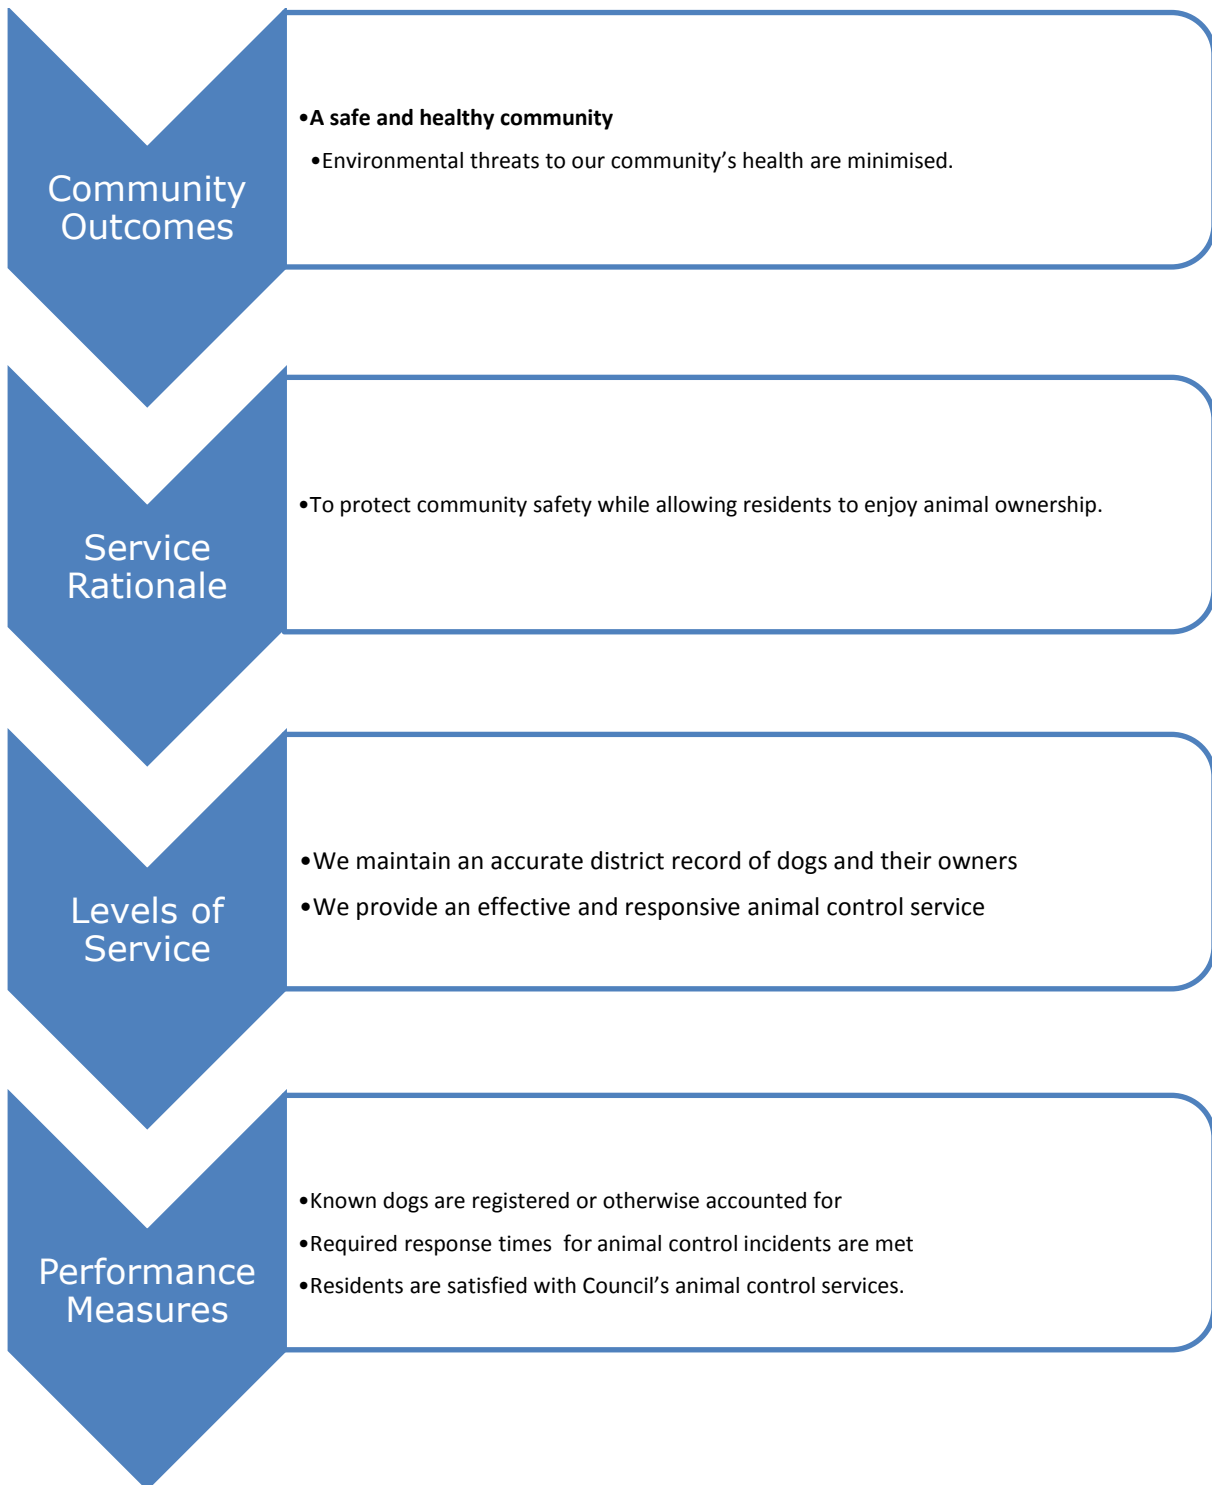 Community
Outcomes
•A safe and healthy community
•Environmental threats to our community’s health are minimised.
Service
Rationale
•To protect community safety while allowing residents to enjoy animal ownership.
Levels of
Service
•We maintain an accurate district record of dogs and their owners
•We provide an effective and responsive animal control service
Performance
Measures
•Known dogs are registered or otherwise accounted for
•Required response times  for animal control incidents are met
•Residents are satisfied with Council’s animal control services.